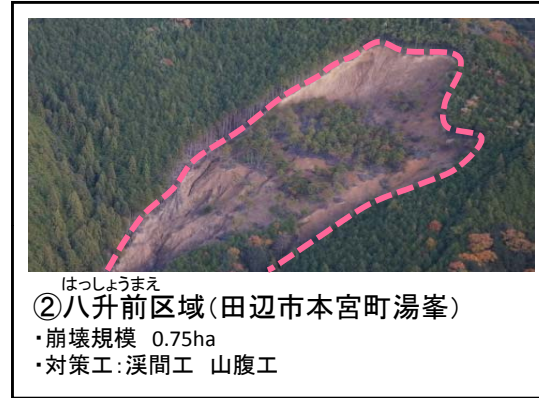 はっしょうまえ
②八升前区域(田辺市本宮町湯峯)
・崩壊規模 0.75ha
・対策工:渓間工 山腹工